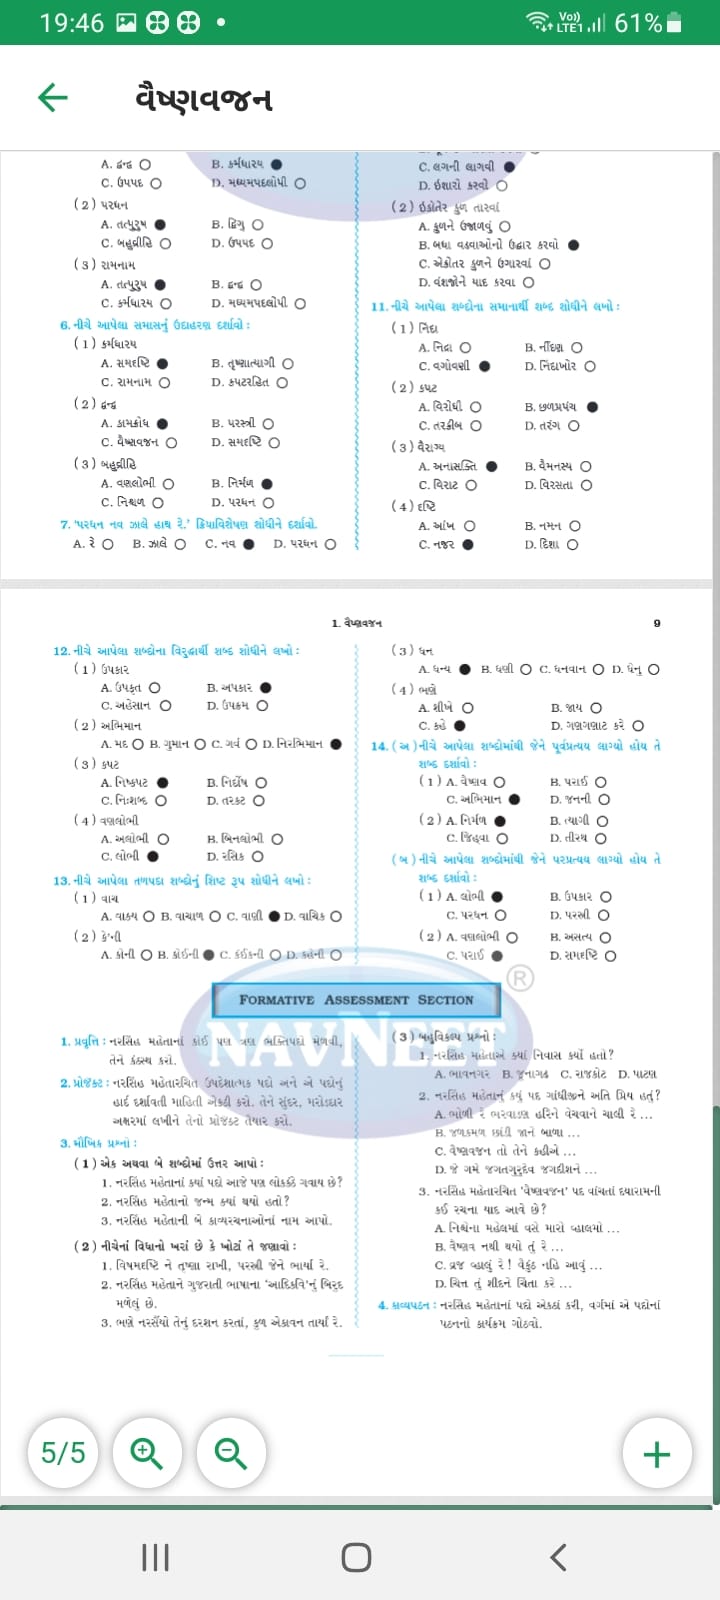 19:46
Vo)) LTE1 61%
વૈષ્ણવજન
A. દ્વન્દ્વ B. કર્મધારય
C. ઉપપદ D. મધ્યમપદલોપી
(2) પરધન
A. તત્પુરુષ B. દ્વિગુ
C. બહુવ્રીહિ D. ઉપપદ
(3) રામનામ
A. તત્પુરુષ B. દ્વન્દ્વ
C. કર્મધારય D. મધ્યમપદલોપી
6. નીચે આપેલા સમાસનું ઉદાહરણ દર્શાવો :
(1) કર્મધારય
A. સમદૃષ્ટિ B. તૃષ્ણાત્યાગી
C. રામનામ D. કપટરહિત
(2) દ્વન્દ્વ
A. કામક્રોધ B. પરસ્ત્રી
C. વૈષ્ણવજન D. સમદૃષ્ટિ
(3) બહુવ્રીહિ
A. વણલોભી B. નિર્મળ
C. નિશ્ચળ D. પરધન
7. 'પરધન નવ ઝાલે હાથ રે.' ક્રિયાવિશેષણ શોધીને દર્શાવો.
A. રે B. ઝાલે C. નવ D. પરધન
C. લગની લાગવી
D. ઇશારો કરવો
(2) ઇકોતેર કુળ તારવાં
A. કુળને ઉજાળવું
B. બધા વડવાઓનો ઉદ્ધાર કરવો
C. એકોતર કુળને ઉગારવાં
D. વંશજોને યાદ કરવા
11. નીચે આપેલા શબ્દોના સમાનાર્થી શબ્દ શોધીને લખો :
(1) નિંદા
A. નિદ્રા B. નીંદણ
C. વગોવણી D. નિંદાખોર
(2) કપટ
A. વિરોધી B. છળપ્રપંચ
C. તરકીબ D. તરંગ
(3) વૈરાગ્ય
A. અનાસક્તિ B. વૈમનસ્ય
C. વિરાટ D. વિરસતા
(4) દૃષ્ટિ
A. આંખ B. નમન
C. નજર D. દિશા
1. વૈષ્ણવજન 9
12. નીચે આપેલા શબ્દોના વિરુદ્ધાર્થી શબ્દ શોધીને લખો :
(1) ઉપકાર
A. ઉપકૃત B. અપકાર
C. અહેસાન D. ઉપક્રમ
(2) અભિમાન
A. મદ B. ગુમાન C. ગર્વ D. નિરભિમાન
(3) કપટ
A. નિષ્કપટ B. નિર્દોષ
C. નિઃશબ્દ D. તરકટ
(4) વણલોભી
A. અલોભી B. બિનલોભી
C. લોભી D. રસિક
13. નીચે આપેલા તળપદા શબ્દોનું શિષ્ટ રૂપ શોધીને લખો :
(1) વાચ
A. વાક્ય B. વાચાળ C. વાણી D. વાચિક
(2) કે'ની
A. કોની B. કોઈની C. કંઈકની D. કહેની
(3) ધન
A. ધન્ય B. ધણી C. ધનવાન D. ધેનુ
(4) ભણે
A. શીખે B. જાય
C. કહે D. ગણગણાટ કરે
14. (અ) નીચે આપેલા શબ્દોમાંથી જેને પૂર્વપ્રત્યય લાગ્યો હોય તે
શબ્દ દર્શાવો :
(1) A. વૈષ્ણવ B. પરાઈ
C. અભિમાન D. જનની
(2) A. નિર્મળ B. ત્યાગી
C. જિહવા D. તીરથ
(બ) નીચે આપેલા શબ્દોમાંથી જેને પરપ્રત્યય લાગ્યો હોય તે
શબ્દ દર્શાવો :
(1) A. લોભી B. ઉપકાર
C. પરધન D. પરસ્ત્રી
(2) A. વણલોભી B. અસત્ય
C. પરાઈ D. સમદૃષ્ટિ
FORMATIVE ASSESSMENT SECTION
NAVNEET ®
1. પ્રવૃત્તિ : નરસિંહ મહેતાનાં કોઈ પણ ત્રણ ભક્તિપદો મેળવી,
તેને કંઠસ્થ કરો.
2. પ્રોજેક્ટ : નરસિંહ મહેતારચિત ઉપદેશાત્મક પદો અને એ પદોનું
હાર્દ દર્શાવતી માહિતી એકઠી કરો. તેને સુંદર, મરોડદાર
અક્ષરમાં લખીને તેનો પ્રોજેક્ટ તૈયાર કરો.
3. મૌખિક પ્રશ્નો :
(1) એક અથવા બે શબ્દોમાં ઉત્તર આપો :
1. નરસિંહ મહેતાનાં ક્યાં પદો આજે પણ લોકકંઠે ગવાય છે?
2. નરસિંહ મહેતાનો જન્મ ક્યાં થયો હતો?
3. નરસિંહ મહેતાની બે કાવ્યરચનાઓનાં નામ આપો.
(2) નીચેનાં વિધાનો ખરાં છે કે ખોટાં તે જણાવો :
1. વિષમદૃષ્ટિ ને તૃષ્ણા રાખી, પરસ્ત્રી જેને ભાર્યા રે.
2. નરસિંહ મહેતાને ગુજરાતી ભાષાના 'આદિકવિ'નું બિરુદ
મળેલું છે.
3. ભણે નરસૈંયો તેનું દરશન કરતાં, કુળ એકાવન તાર્યાં રે.
(3) બહુવિકલ્પ પ્રશ્નો :
1. નરસિંહ મહેતાએ ક્યાં નિવાસ કર્યો હતો?
A. ભાવનગર B. જૂનાગઢ C. રાજકોટ D. પાટણ
2. નરસિંહ મહેતાનું કયું પદ ગાંધીજીને અતિ પ્રિય હતું?
A. ભોળી રે ભરવાડણ હરિને વેચવાને ચાલી રે ...
B. જળકમળ છાંડી જાને બાળા ...
C. વૈષ્ણવજન તો તેને કહીએ ...
D. જે ગમે જગતગુરુદેવ જગદીશને ...
3. નરસિંહ મહેતારચિત 'વૈષ્ણવજન' પદ વાંચતાં દયારામની
કઈ રચના યાદ આવે છે?
A. નિશ્ચેના મહેલમાં વસે મારો વ્હાલમો ...
B. વૈષ્ણવ નથી થયો તું રે ...
C. વ્રજ વ્હાલું રે! વૈકુંઠ નહિ આવું ...
D. ચિત્ત તું શીદને ચિંતા કરે ...
4. કાવ્યપઠન : નરસિંહ મહેતાનાં પદો એકઠાં કરી, વર્ગમાં એ પદોનાં
પઠનનો કાર્યક્રમ ગોઠવો.
5/5